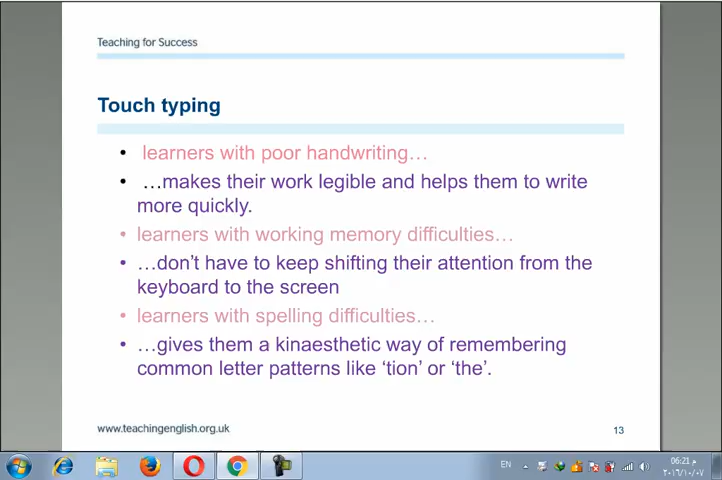 Teaching for Success
Touch typing
• learners with poor handwriting…
• …makes their work legible and helps them to write
more quickly.
• learners with working memory difficulties…
• …don't have to keep shifting their attention from the
keyboard to the screen
• learners with spelling difficulties…
• …gives them a kinaesthetic way of remembering
common letter patterns like 'tion' or 'the'.
www.teachingenglish.org.uk
13
EN
06:21 م
٢٠١٦/١٠/٠٧